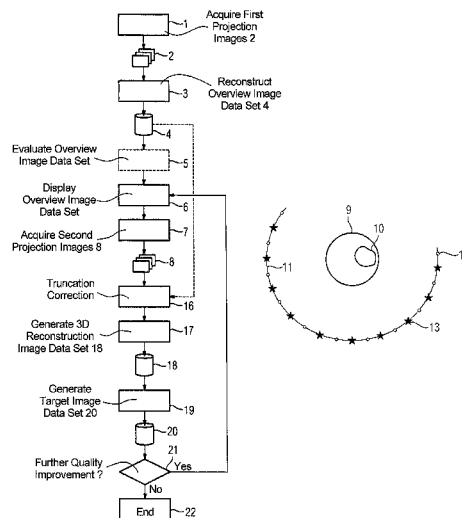 1
Acquire First
Projection
Images 2
2
3
Reconstruct
Overview Image
Data Set 4
4
Evaluate Overview
Image Data Set
5
Display
Overview Image
Data Set
6
Acquire Second
Projection Images 8
7
8
Truncation
Correction
16
Generate 3D
Reconstruction
Image Data Set 18
17
18
Generate
Target Image
Data Set 20
19
20
Further Quality
Improvement ?
21
Yes
No
End
22
9
10
11
13